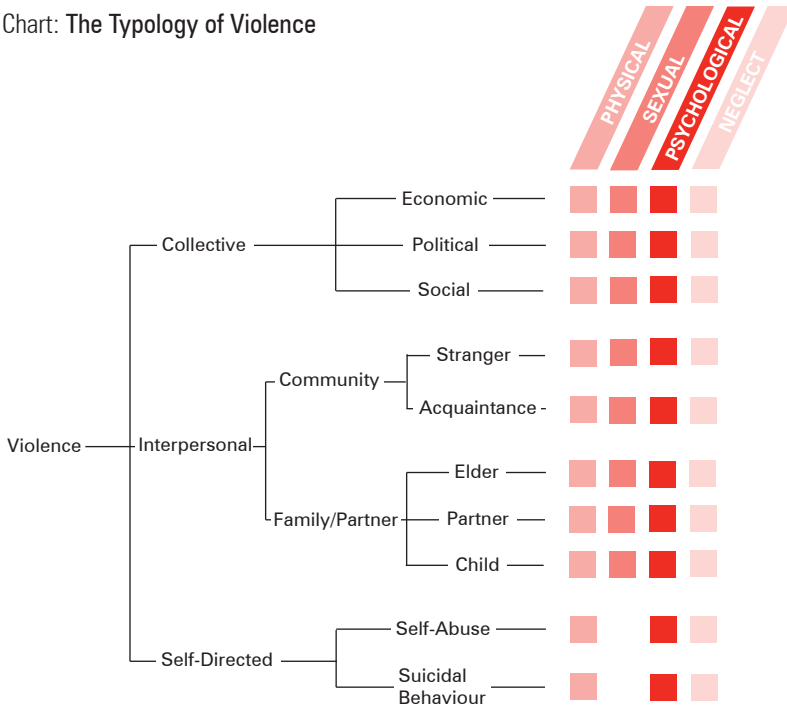 Chart: The Typology of Violence
PHYSICAL
SEXUAL
PSYCHOLOGICAL
NEGLECT
Economic
Collective
Political
Social
Stranger
Community
Acquaintance
Violence
Interpersonal
Elder
Family/Partner
Partner
Child
Self-Abuse
Self-Directed
Suicidal
Behaviour